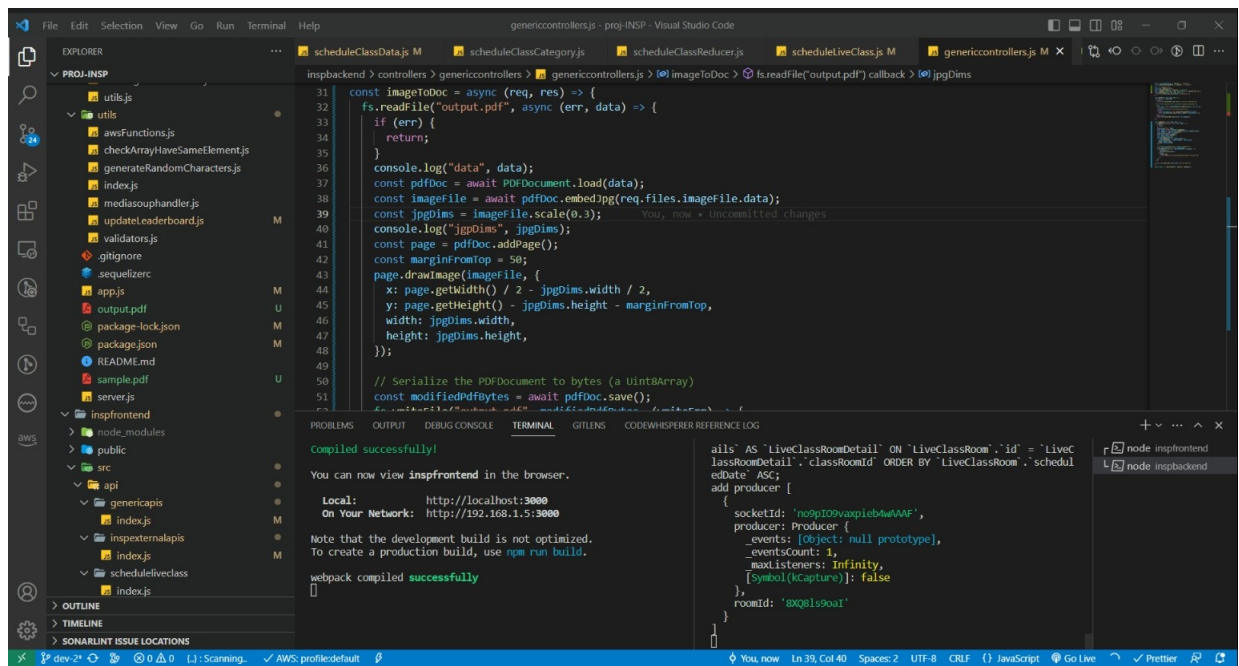 File Edit Selection View Go Run Terminal Help
genericcontrollers.js - proj-INSP - Visual Studio Code
EXPLORER
PROJ-INSP
utils.js
utils
awsFunctions.js
checkArrayHaveSameElement.js
generateRandomCharacters.js
index.js
mediasouphandler.js
updateLeaderboard.js M
validators.js
.gitignore
.sequelizerc
app.js M
output.pdf U
package-lock.json M
package.json M
README.md
sample.pdf U
server.js
inspfrontend
node_modules
public
src
api
genericapis
index.js M
inspexternalapis
index.js M
scheduleliveclass
index.js
OUTLINE
TIMELINE
SONARLINT ISSUE LOCATIONS
24
aws
scheduleClassData.js M scheduleClassCategory.js scheduleClassReducer.js scheduleLiveClass.js M genericcontrollers.js M
inspbackend > controllers > genericcontrollers > genericcontrollers.js > imageToDoc > fs.readFile("output.pdf") callback > jpgDims
31 const imageToDoc = async (req, res) => {
32 fs.readFile("output.pdf", async (err, data) => {
33 if (err) {
34 return;
35 }
36 console.log("data", data);
37 const pdfDoc = await PDFDocument.load(data);
38 const imageFile = await pdfDoc.embedJpg(req.files.imageFile.data);
39 const jpgDims = imageFile.scale(0.3); You, now • Uncommitted changes
40 console.log("jgpDims", jpgDims);
41 const page = pdfDoc.addPage();
42 const marginFromTop = 50;
43 page.drawImage(imageFile, {
44 x: page.getWidth() / 2 - jpgDims.width / 2,
45 y: page.getHeight() - jpgDims.height - marginFromTop,
46 width: jpgDims.width,
47 height: jpgDims.height,
48 });
49
50 // Serialize the PDFDocument to bytes (a Uint8Array)
51 const modifiedPdfBytes = await pdfDoc.save();
PROBLEMS OUTPUT DEBUG CONSOLE TERMINAL GITLENS CODEWHISPERER REFERENCE LOG
Compiled successfully!
You can now view inspfrontend in the browser.
Local: http://localhost:3000
On Your Network: http://192.168.1.5:3000
Note that the development build is not optimized.
To create a production build, use npm run build.
webpack compiled successfully
ails` AS `LiveClassRoomDetail` ON `LiveClassRoom`.`id` = `LiveC
lassRoomDetail`.`classRoomId` ORDER BY `LiveClassRoom`.`schedul
edDate` ASC;
add producer [
{
socketId: 'no9pIO9vaxpieb4wAAAF',
producer: Producer {
_events: [Object: null prototype],
_eventsCount: 1,
_maxListeners: Infinity,
[Symbol(kCapture)]: false
},
roomId: '8XQ8ls9oaI'
}
]
node inspfrontend
node inspbackend
dev-2* 0 0 {..} : Scanning.. AWS: profile:default You, now Ln 39, Col 40 Spaces: 2 UTF-8 CRLF {} JavaScript Go Live Prettier